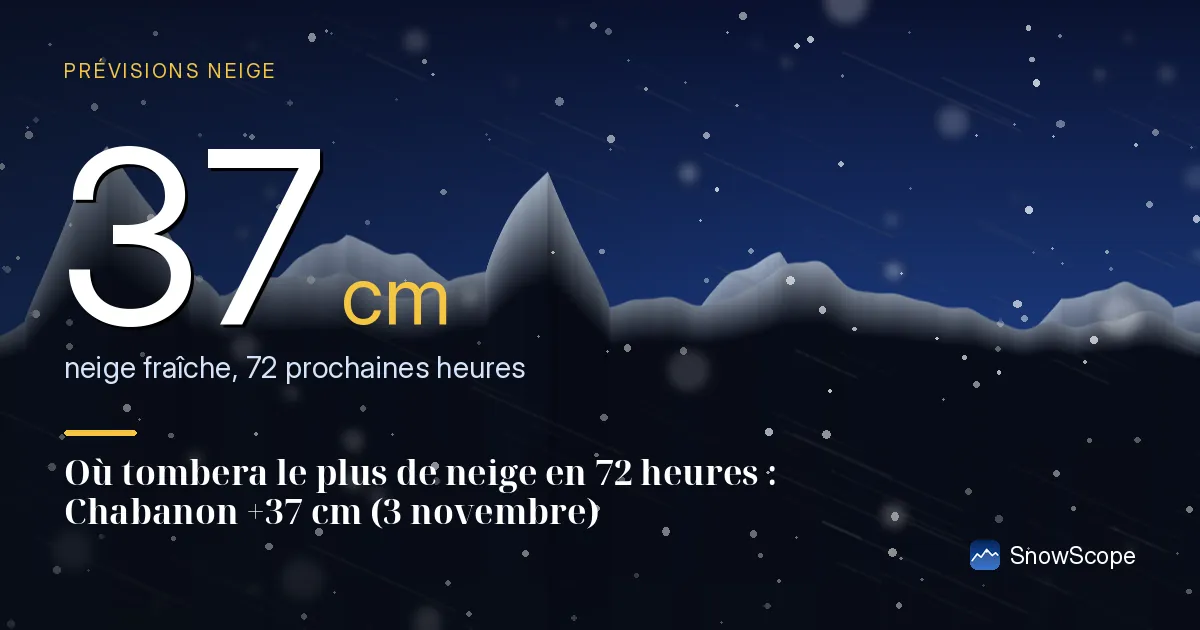 PRÉVISIONS NEIGE
37 cm
neige fraîche, 72 prochaines heures
Où tombera le plus de neige en 72 heures :
Chabanon +37 cm (3 novembre)
SnowScope